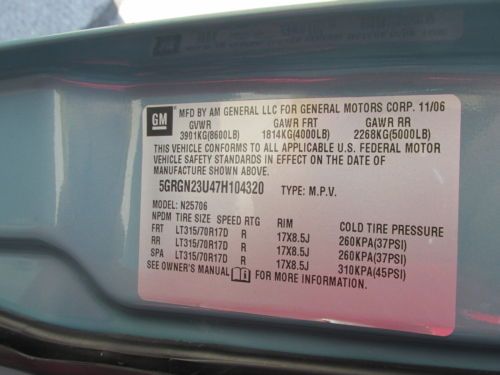 GM
MFD BY AM GENERAL LLC FOR GENERAL MOTORS CORP. 11/06
GVWR GAWR FRT GAWR RR
3901KG(8600LB) 1814KG(4000LB) 2268KG(5000LB)
THIS VEHICLE CONFORMS TO ALL APPLICABLE U.S. FEDERAL MOTOR
VEHICLE SAFETY STANDARDS IN EFFECT ON THE DATE OF
MANUFACTURE SHOWN ABOVE.
5GRGN23U47H104320 TYPE: M.P.V.
MODEL: N25706
NPDM TIRE SIZE SPEED RTG RIM COLD TIRE PRESSURE
FRT LT315/70R17D R 17X8.5J 260KPA(37PSI)
RR LT315/70R17D R 17X8.5J 260KPA(37PSI)
SPA LT315/70R17D R 17X8.5J 310KPA(45PSI)
SEE OWNER'S MANUAL FOR MORE INFORMATION.